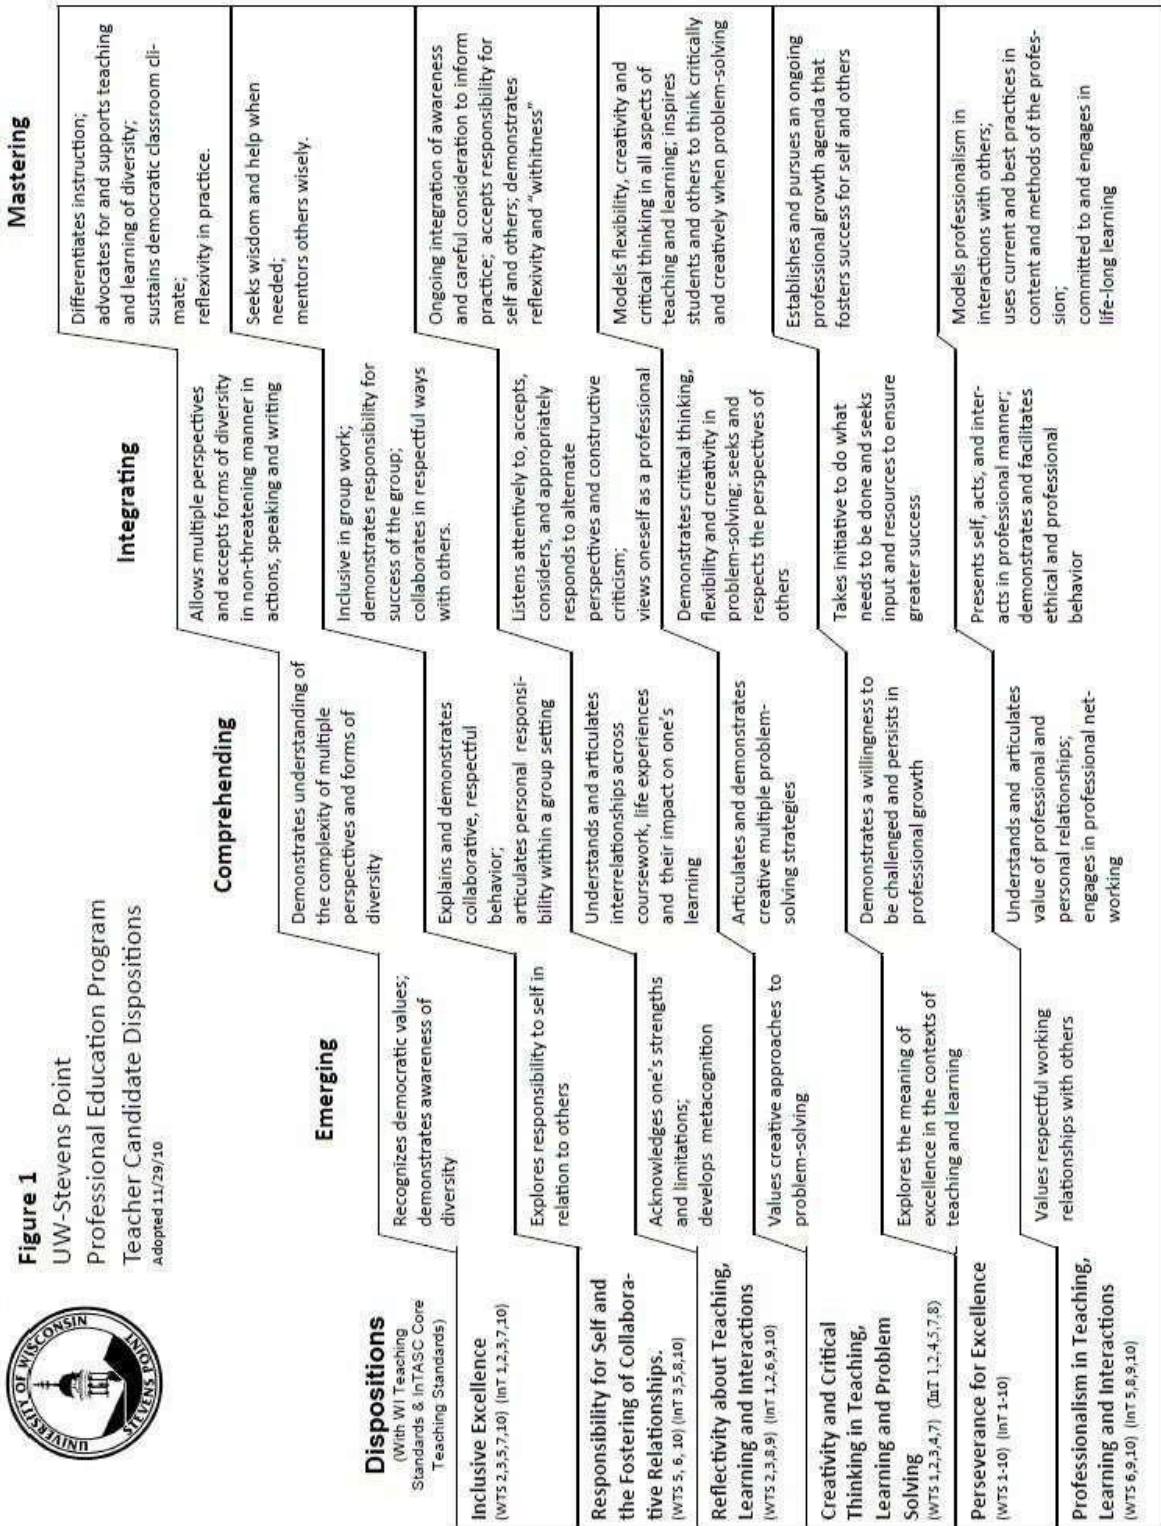 UNIVERSITY OF WISCONSIN
STEVENS POINT
Figure 1
UW-Stevens Point
Professional Education Program
Teacher Candidate Dispositions
Adopted 11/29/10
Dispositions
(With WI Teaching
Standards & InTASC Core
Teaching Standards)
Emerging
Comprehending
Integrating
Mastering
Inclusive Excellence
(WTS 2,3,5,7,10) (InT 1,2,3,7,10)
Recognizes democratic values;
demonstrates awareness of
diversity
Demonstrates understanding of
the complexity of multiple
perspectives and forms of
diversity
Allows multiple perspectives
and accepts forms of diversity
in non-threatening manner in
actions, speaking and writing
Differentiates instruction;
advocates for and supports teaching
and learning of diversity;
sustains democratic classroom cli-
mate;
reflexivity in practice.
Responsibility for Self and
the Fostering of Collabora-
tive Relationships.
(WTS 5, 6, 10) (InT 3,5,8,10)
Explores responsibility to self in
relation to others
Explains and demonstrates
collaborative, respectful
behavior;
articulates personal responsi-
bility within a group setting
Inclusive in group work;
demonstrates responsibility for
success of the group;
collaborates in respectful ways
with others.
Seeks wisdom and help when
needed;
mentors others wisely.
Reflectivity about Teaching,
Learning and Interactions
(WTS 2,3,8,9) (InT 1,2,6,9,10)
Acknowledges one's strengths
and limitations;
develops metacognition
Understands and articulates
interrelationships across
coursework, life experiences
and their impact on one's
learning
Listens attentively to, accepts,
considers, and appropriately
responds to alternate
perspectives and constructive
criticism;
views oneself as a professional
Ongoing integration of awareness
and careful consideration to inform
practice; accepts responsibility for
self and others; demonstrates
reflexivity and "withitness"
Creativity and Critical
Thinking in Teaching,
Learning and Problem
Solving
(WTS 1,2,3,4,7) (InT 1,2,4,5,7,8)
Values creative approaches to
problem-solving
Articulates and demonstrates
creative multiple problem-
solving strategies
Demonstrates critical thinking,
flexibility and creativity in
problem-solving; seeks and
respects the perspectives of
others
Models flexibility, creativity and
critical thinking in all aspects of
teaching and learning; inspires
students and others to think critically
and creatively when problem-solving
Perseverance for Excellence
(WTS 1-10) (InT 1-10)
Explores the meaning of
excellence in the contexts of
teaching and learning
Demonstrates a willingness to
be challenged and persists in
professional growth
Takes initiative to do what
needs to be done and seeks
input and resources to ensure
greater success
Establishes and pursues an ongoing
professional growth agenda that
fosters success for self and others
Professionalism in Teaching,
Learning and Interactions
(WTS 6,9,10) (InT 5,8,9,10)
Values respectful working
relationships with others
Understands and articulates
value of professional and
personal relationships;
engages in professional net-
working
Presents self, acts, and inter-
acts in professional manner;
demonstrates and facilitates
ethical and professional
behavior
Models professionalism in
interactions with others;
uses current and best practices in
content and methods of the profes-
sion;
committed to and engages in
life-long learning